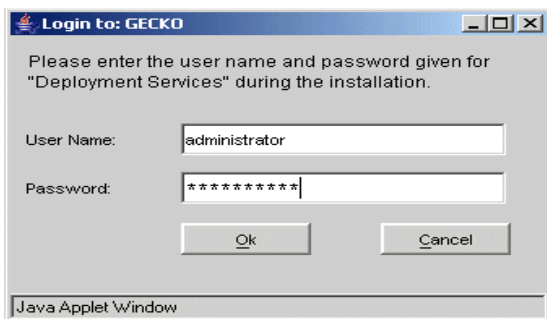 Login to: GECKO
Please enter the user name and password given for
"Deployment Services" during the installation.
User Name: administrator
Password: **********
Ok Cancel
Java Applet Window